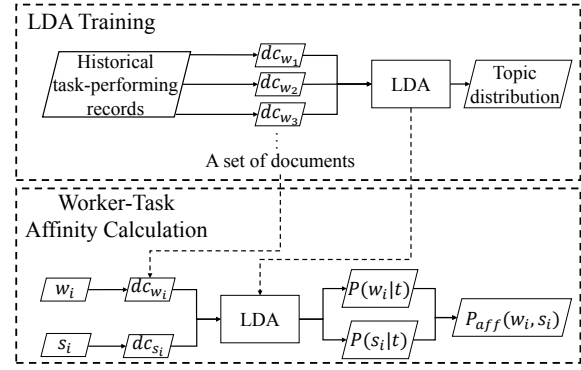 LDA Training
Historical
task-performing
records
dc_{w_1}
dc_{w_2}
dc_{w_3}
⋮
A set of documents
LDA
Topic
distribution
Worker-Task
Affinity Calculation
w_i
dc_{w_i}
s_i
dc_{s_i}
LDA
P(w_i|t)
P(s_i|t)
P_{aff}(w_i, s_i)